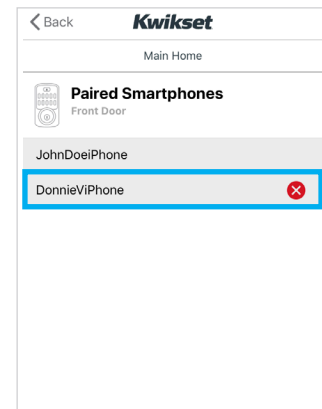 Back Kwikset
Main Home
Paired Smartphones
Front Door
JohnDoeiPhone
DonnieViPhone